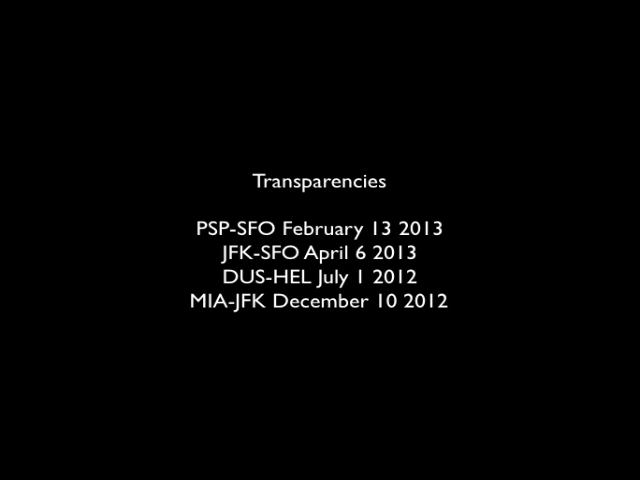 Transparencies
PSP-SFO February 13 2013
JFK-SFO April 6 2013
DUS-HEL July 1 2012
MIA-JFK December 10 2012